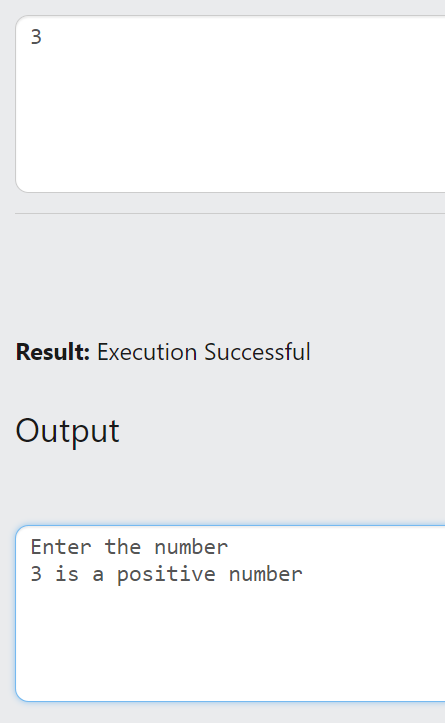 3
Result: Execution Successful
Output
Enter the number
3 is a positive number